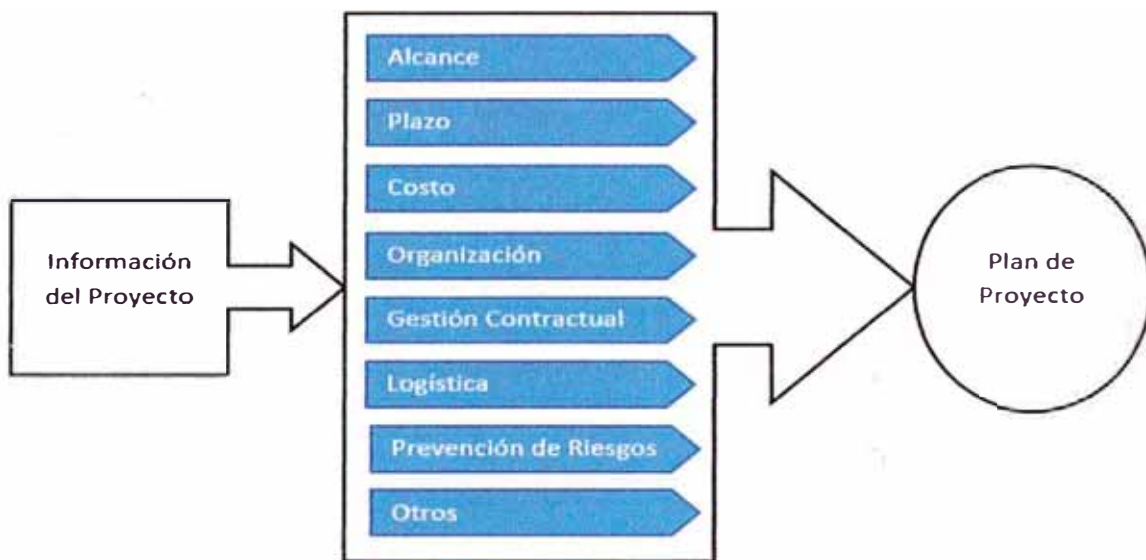 Información
del Proyecto
Alcance
Plazo
Costo
Organización
Gestión Contractual
Logística
Prevención de Riesgos
Otros
Plan de
Proyecto